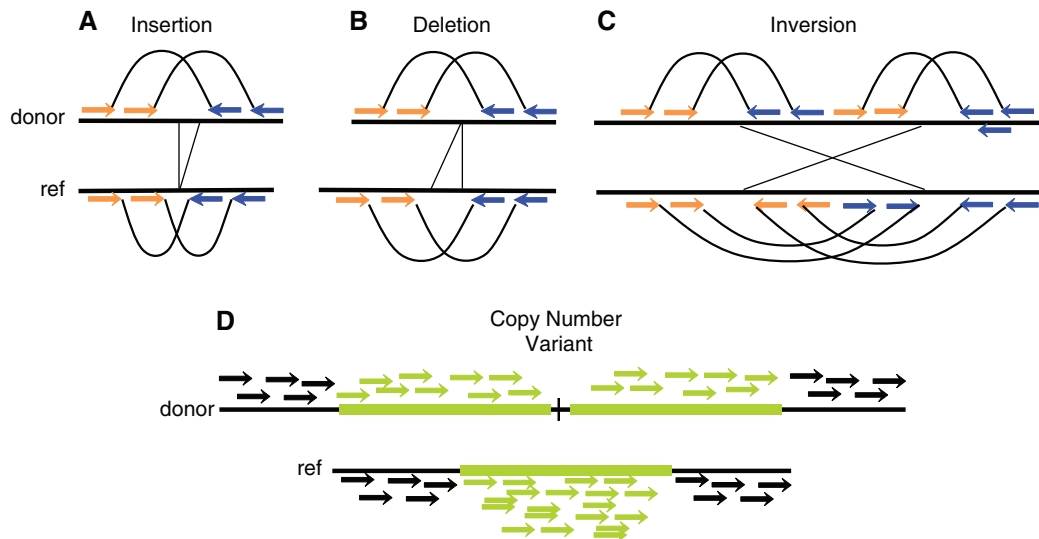 A Insertion
B Deletion
C Inversion
donor
ref
D Copy Number
Variant
donor
ref